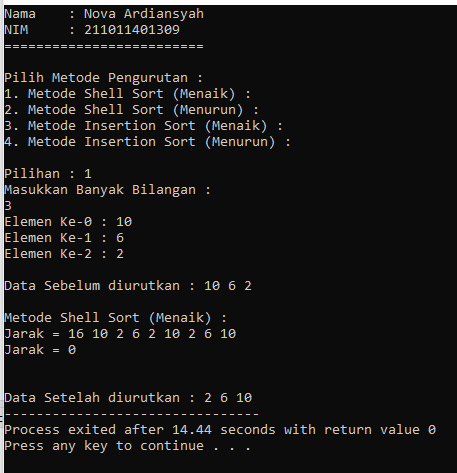 Nama    : Nova Ardiansyah
NIM     : 211011401309
=========================
Pilih Metode Pengurutan :
1. Metode Shell Sort (Menaik) :
2. Metode Shell Sort (Menurun) :
3. Metode Insertion Sort (Menaik) :
4. Metode Insertion Sort (Menurun) :
Pilihan : 1
Masukkan Banyak Bilangan :
3
Elemen Ke-0 : 10
Elemen Ke-1 : 6
Elemen Ke-2 : 2
Data Sebelum diurutkan : 10 6 2
Metode Shell Sort (Menaik) :
Jarak = 16 10 2 6 2 10 2 6 10
Jarak = 0
Data Setelah diurutkan : 2 6 10
--------------------------------
Process exited after 14.44 seconds with return value 0
Press any key to continue . . .